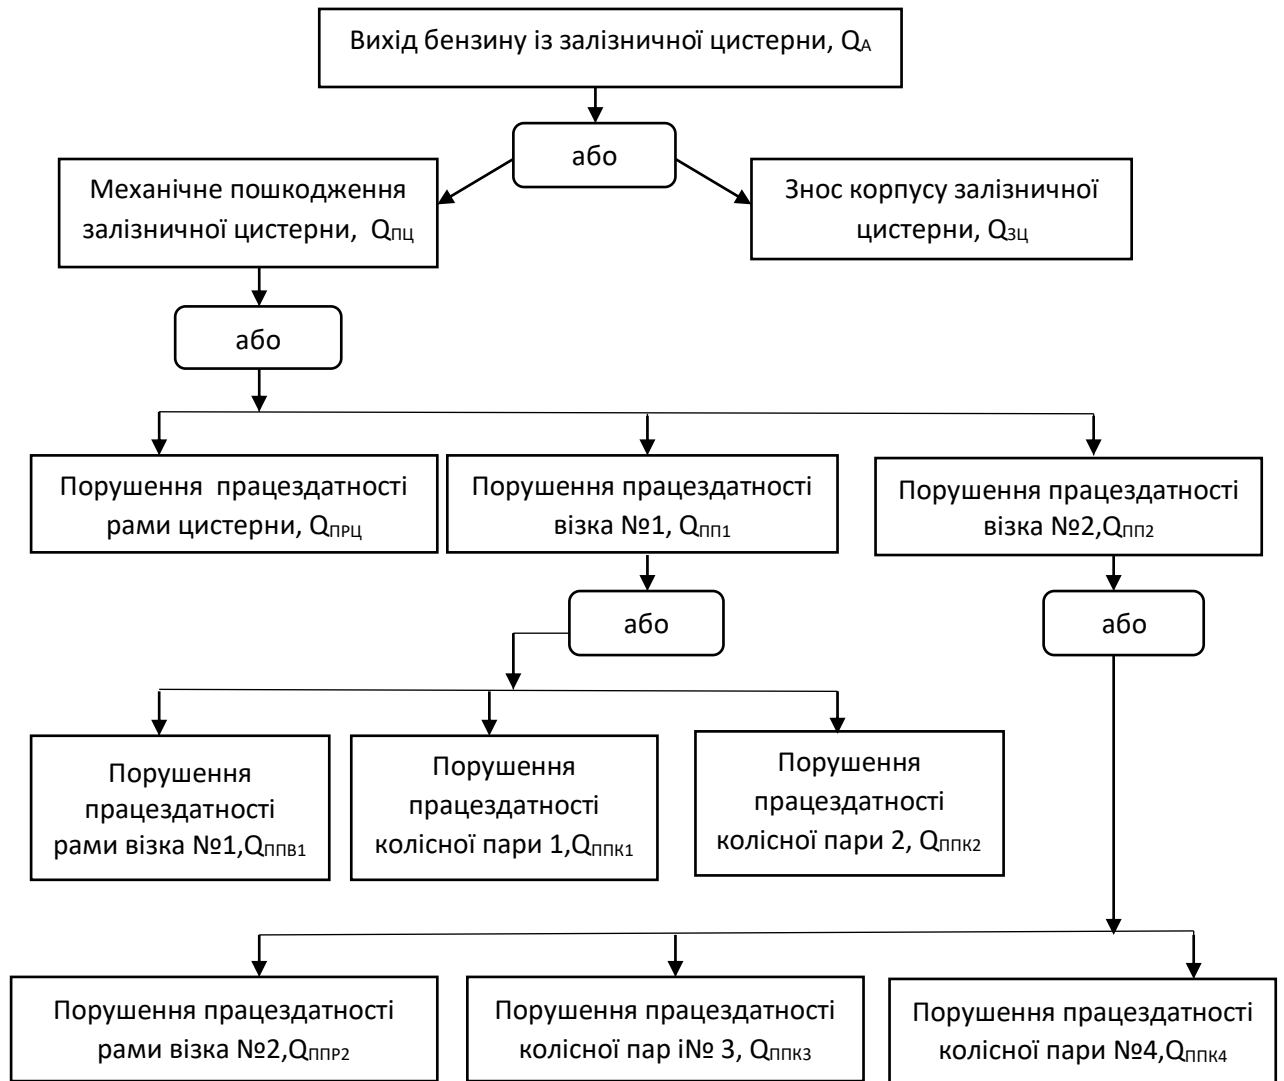 Вихід бензину із залізничної цистерни, QА
або
Механічне пошкодження
залізничної цистерни, QПЦ
Знос корпусу залізничної
цистерни, QЗЦ
або
Порушення працездатності
рами цистерни, QПРЦ
Порушення працездатності
візка №1, QПП1
Порушення працездатності
візка №2,QПП2
або
або
Порушення
працездатності
рами візка №1,QППВ1
Порушення
працездатності
колісної пари 1,QППК1
Порушення
працездатності
колісної пари 2, QППК2
Порушення працездатності
рами візка №2,QППР2
Порушення працездатності
колісної пар і№ 3, QППК3
Порушення працездатності
колісної пари №4,QППК4